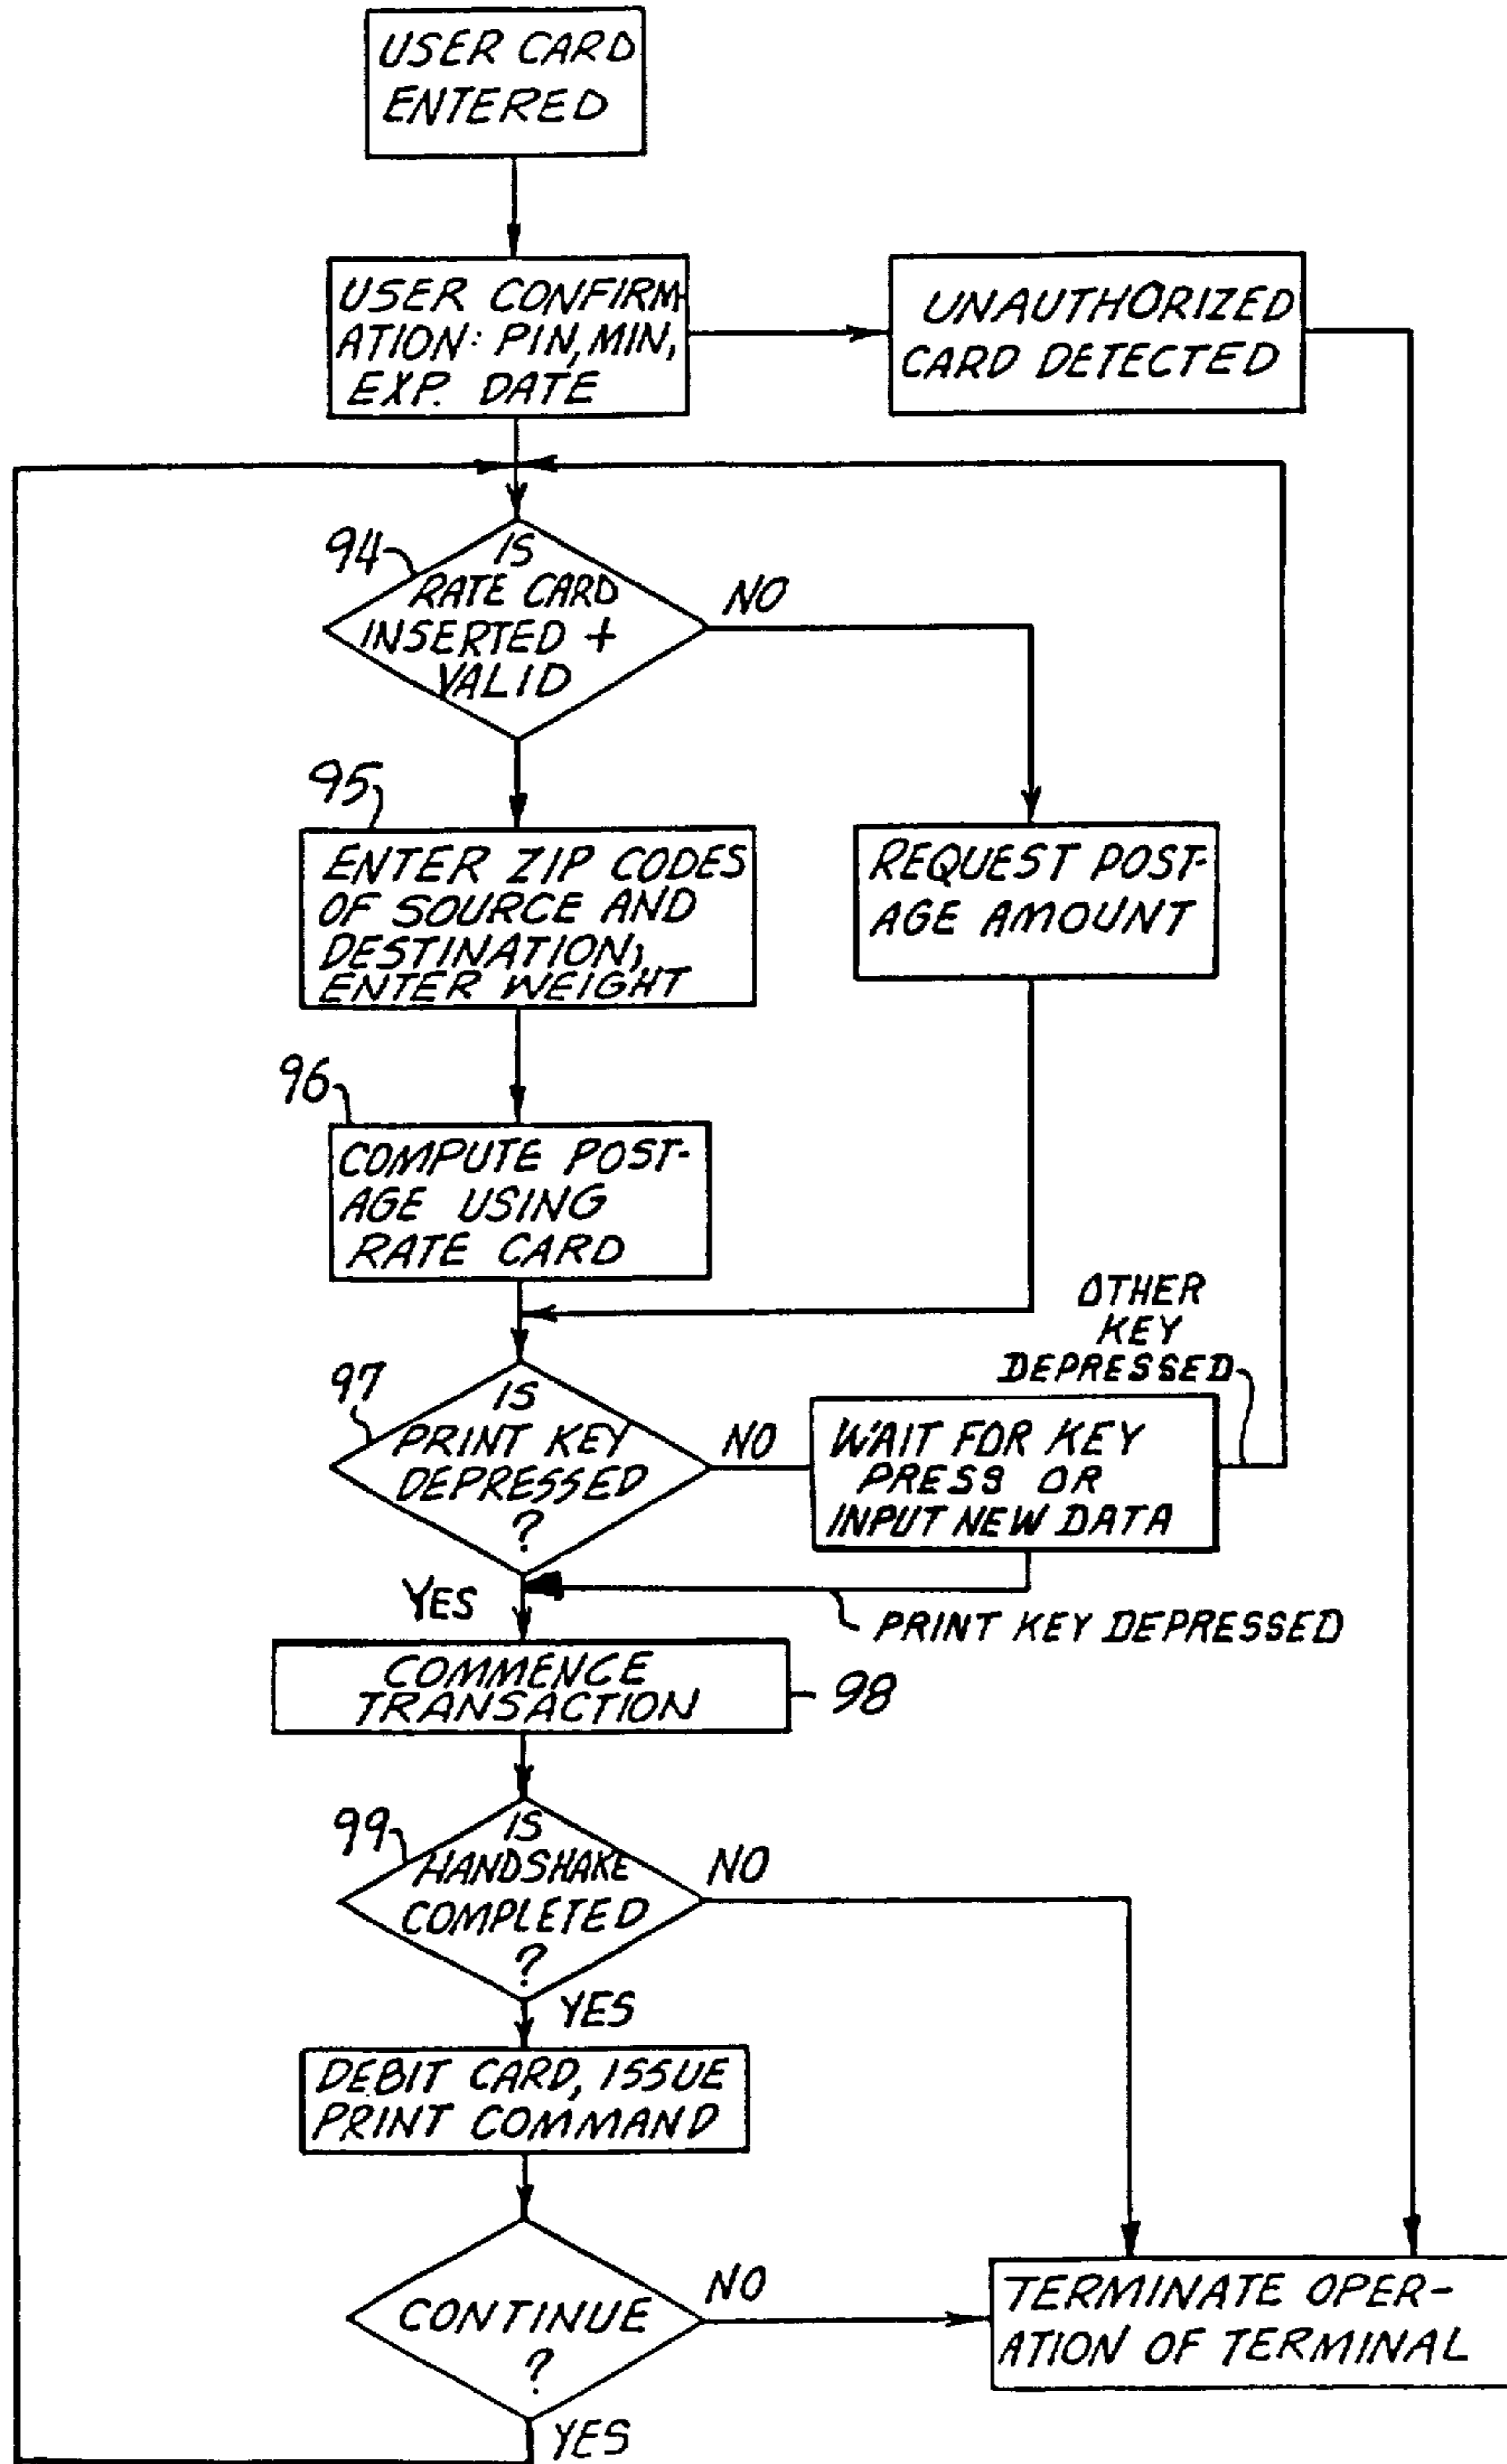 USER CARD
ENTERED
USER CONFIRM-
ATION: PIN, MIN,
EXP. DATE
UNAUTHORIZED
CARD DETECTED
94
IS
RATE CARD
INSERTED +
VALID
NO
95
ENTER ZIP CODES
OF SOURCE AND
DESTINATION;
ENTER WEIGHT
REQUEST POST-
AGE AMOUNT
96
COMPUTE POST-
AGE USING
RATE CARD
OTHER
KEY
DEPRESSED
97
IS
PRINT KEY
DEPRESSED
?
NO
WAIT FOR KEY
PRESS OR
INPUT NEW DATA
YES
PRINT KEY DEPRESSED
COMMENCE
TRANSACTION
98
99
IS
HANDSHAKE
COMPLETED
?
NO
YES
DEBIT CARD, ISSUE
PRINT COMMAND
CONTINUE
?
NO
TERMINATE OPER-
ATION OF TERMINAL
YES